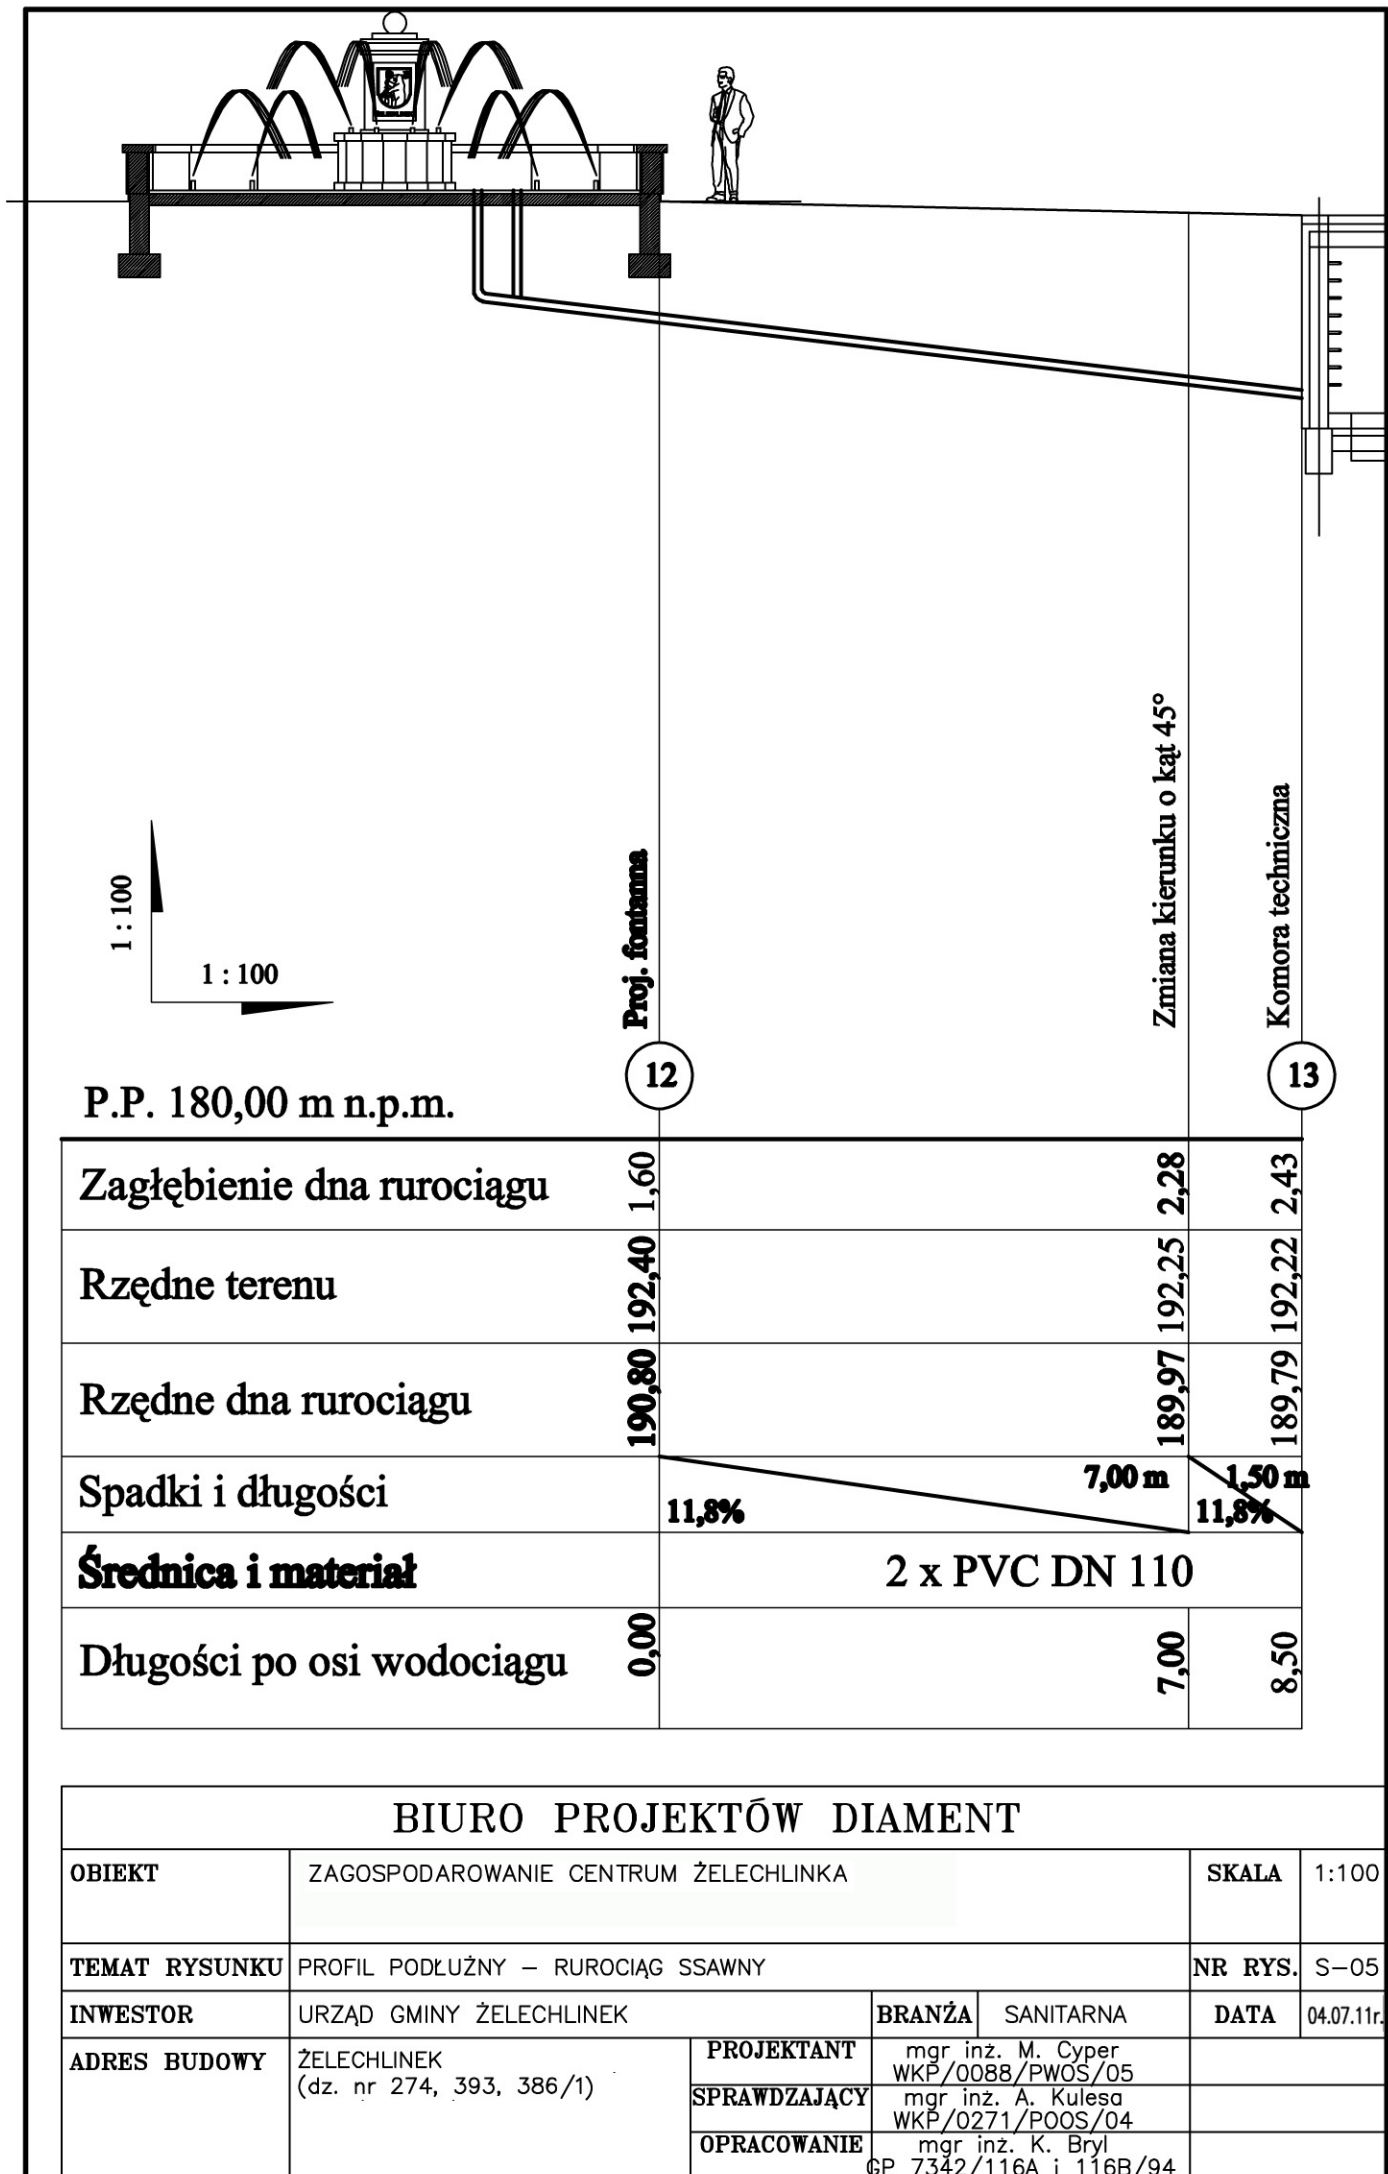 Zmiana kierunku o kąt 45°
Komora techniczna
Proj. fontanna
1 : 100
1 : 100
12
13
P.P. 180,00 m n.p.m.
Zagłębienie dna rurociągu 1,60 2,28 2,43
Rzędne terenu 192,40 192,25 192,22
Rzędne dna rurociągu 190,80 189,97 189,79
Spadki i długości 11,8% 7,00 m 11,8% 1,50 m
Średnica i materiał 2 x PVC DN 110
Długości po osi wodociągu 0,00 7,00 8,50
BIURO PROJEKTÓW DIAMENT
OBIEKT ZAGOSPODAROWANIE CENTRUM ŻELECHLINKA SKALA 1:100
TEMAT RYSUNKU PROFIL PODŁUŻNY – RUROCIĄG SSAWNY NR RYS. S–05
INWESTOR URZĄD GMINY ŻELECHLINEK BRANŻA SANITARNA DATA 04.07.11r.
ADRES BUDOWY ŻELECHLINEK
(dz. nr 274, 393, 386/1)
PROJEKTANT mgr inż. M. Cyper
WKP/0088/PWOS/05
SPRAWDZAJĄCY mgr inż. A. Kulesa
WKP/0271/POOS/04
OPRACOWANIE mgr inż. K. Bryl
GP 7342/116A i 116B/94